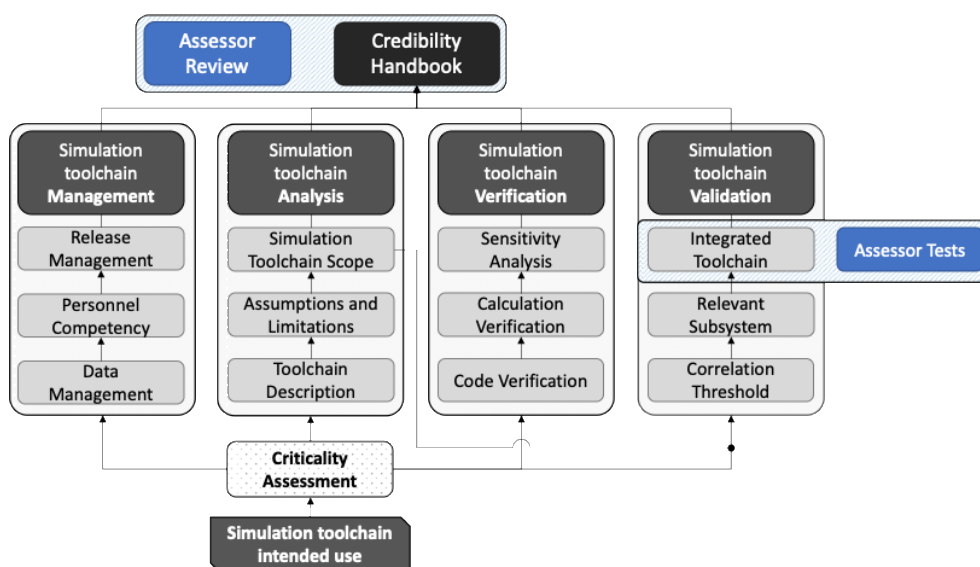 Assessor
Review
Credibility
Handbook
Simulation
toolchain
Management
Release
Management
Personnel
Competency
Data
Management
Simulation
toolchain
Analysis
Simulation
Toolchain Scope
Assumptions and
Limitations
Toolchain
Description
Simulation
toolchain
Verification
Sensitivity
Analysis
Calculation
Verification
Code Verification
Simulation
toolchain
Validation
Integrated
Toolchain
Assessor Tests
Relevant
Subsystem
Correlation
Threshold
Criticality
Assessment
Simulation toolchain
intended use